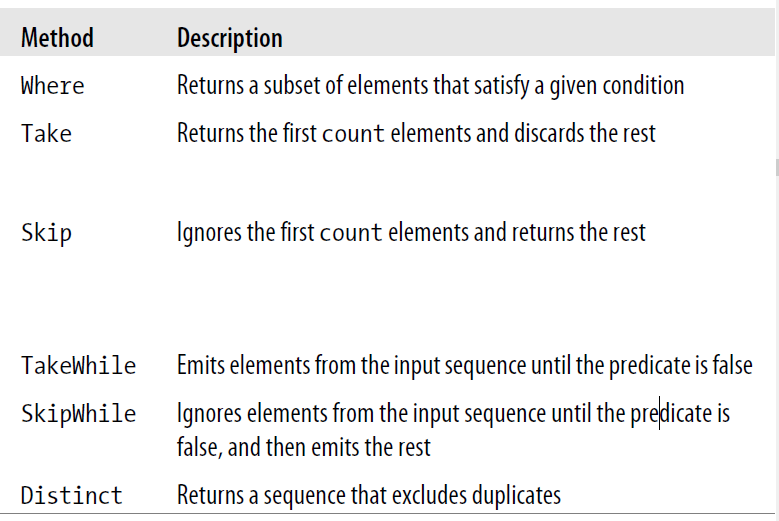 Method Description
Where Returns a subset of elements that satisfy a given condition
Take Returns the first count elements and discards the rest
Skip Ignores the first count elements and returns the rest
TakeWhile Emits elements from the input sequence until the predicate is false
SkipWhile Ignores elements from the input sequence until the predicate is
false, and then emits the rest
Distinct Returns a sequence that excludes duplicates